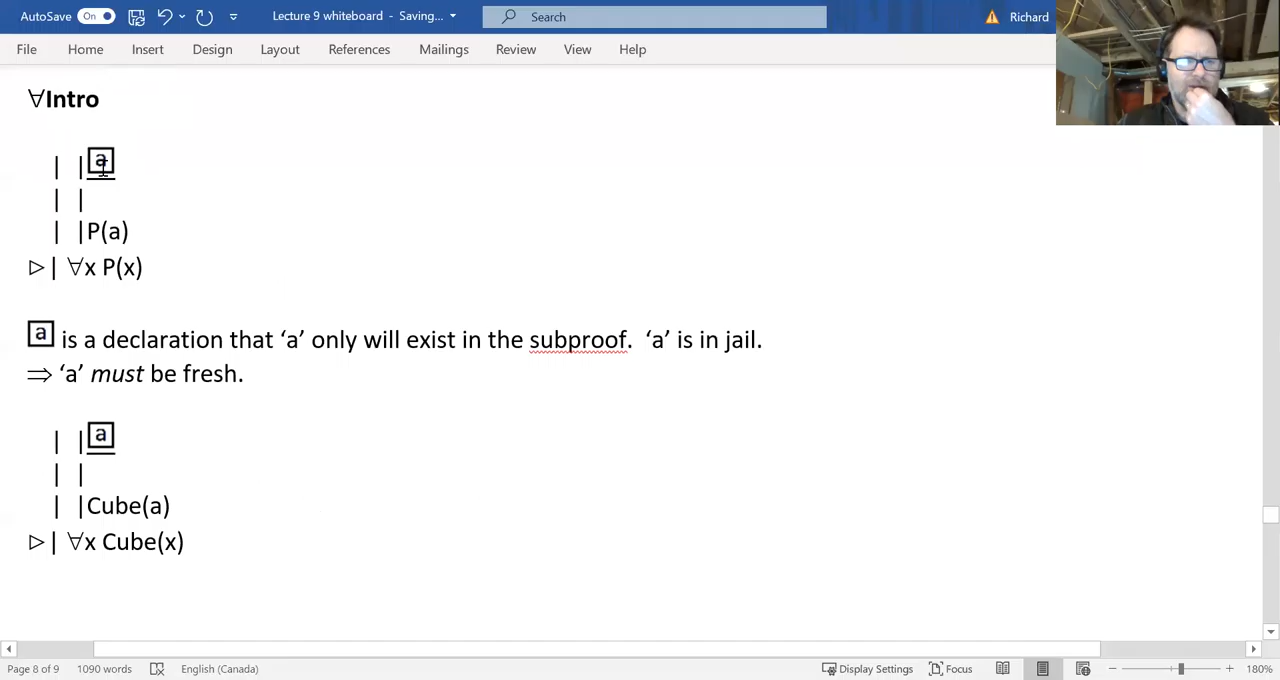 AutoSave On Lecture 9 whiteboard - Saving... Search Richard
File Home Insert Design Layout References Mailings Review View Help
∀Intro
| |a
| |
| |P(a)
▷| ∀x P(x)
a is a declaration that ‘a’ only will exist in the subproof. ‘a’ is in jail.
⇒ ‘a’ must be fresh.
| |a
| |
| |Cube(a)
▷| ∀x Cube(x)
Page 8 of 9 1090 words English (Canada) Display Settings Focus 180%